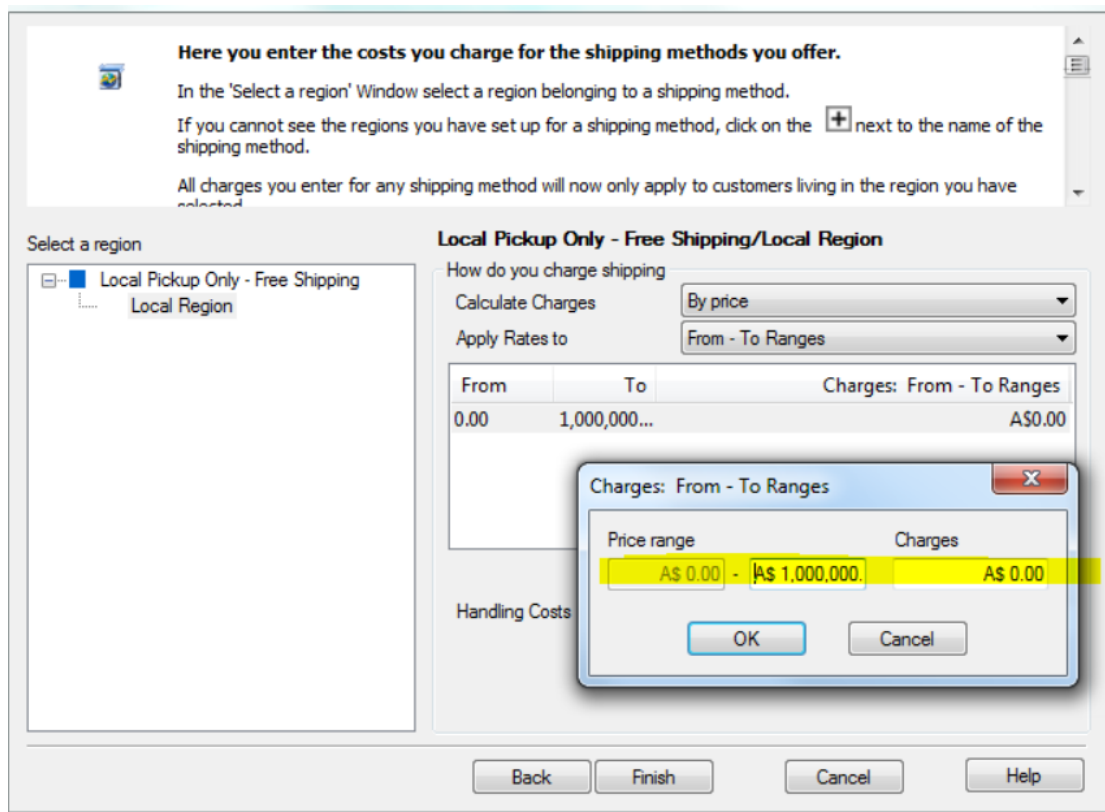 Here you enter the costs you charge for the shipping methods you offer.
In the 'Select a region' Window select a region belonging to a shipping method.
If you cannot see the regions you have set up for a shipping method, click on the + next to the name of the
shipping method.
All charges you enter for any shipping method will now only apply to customers living in the region you have
selected
Select a region
Local Pickup Only - Free Shipping
Local Region
Local Pickup Only - Free Shipping/Local Region
How do you charge shipping
Calculate Charges By price
Apply Rates to From - To Ranges
From To Charges: From - To Ranges
0.00 1,000,000... A$0.00
Charges: From - To Ranges
Price range Charges
A$ 0.00 - A$ 1,000,000. A$ 0.00
OK Cancel
Handling Costs
Back Finish Cancel Help